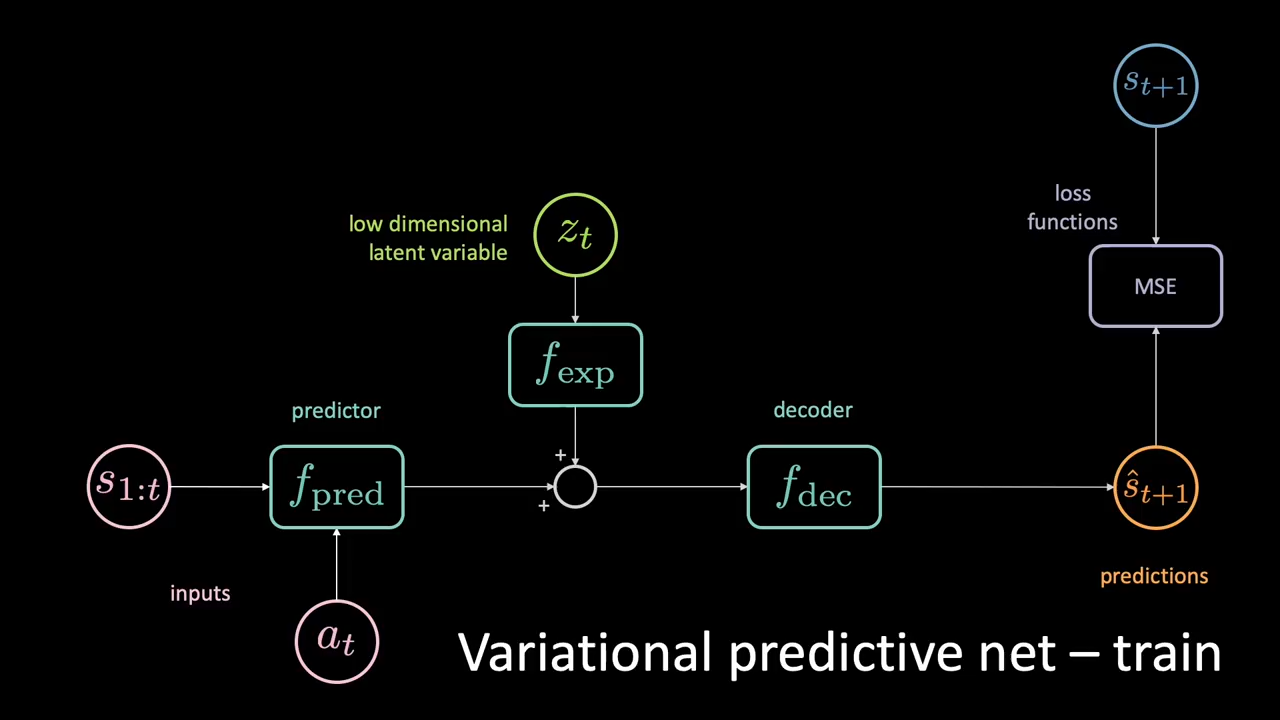 s_{t+1}
loss
functions
low dimensional
latent variable
z_t
MSE
f_exp
predictor
decoder
+
s_{1:t}
f_pred
f_dec
ŝ_{t+1}
+
inputs
predictions
a_t
Variational predictive net – train